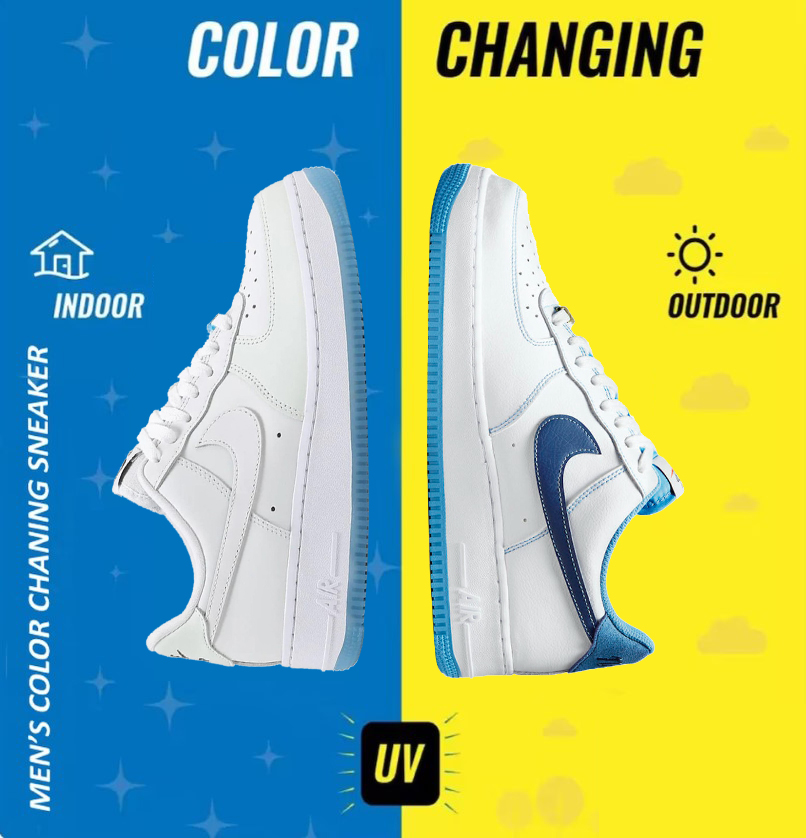 COLOR CHANGING
INDOOR
OUTDOOR
MEN'S COLOR CHANING SNEAKER
AIR
AIR
UV